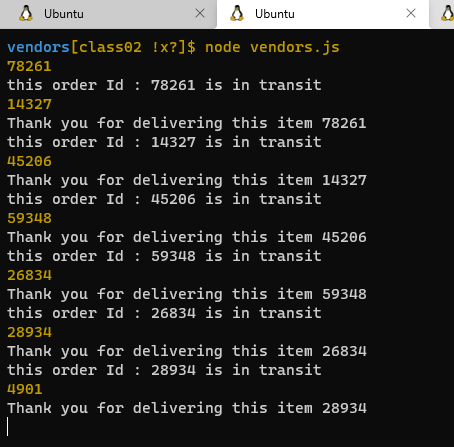 Ubuntu
Ubuntu
vendors[class02 !x?]$ node vendors.js
78261
this order Id : 78261 is in transit
14327
Thank you for delivering this item 78261
this order Id : 14327 is in transit
45206
Thank you for delivering this item 14327
this order Id : 45206 is in transit
59348
Thank you for delivering this item 45206
this order Id : 59348 is in transit
26834
Thank you for delivering this item 59348
this order Id : 26834 is in transit
28934
Thank you for delivering this item 26834
this order Id : 28934 is in transit
4901
Thank you for delivering this item 28934